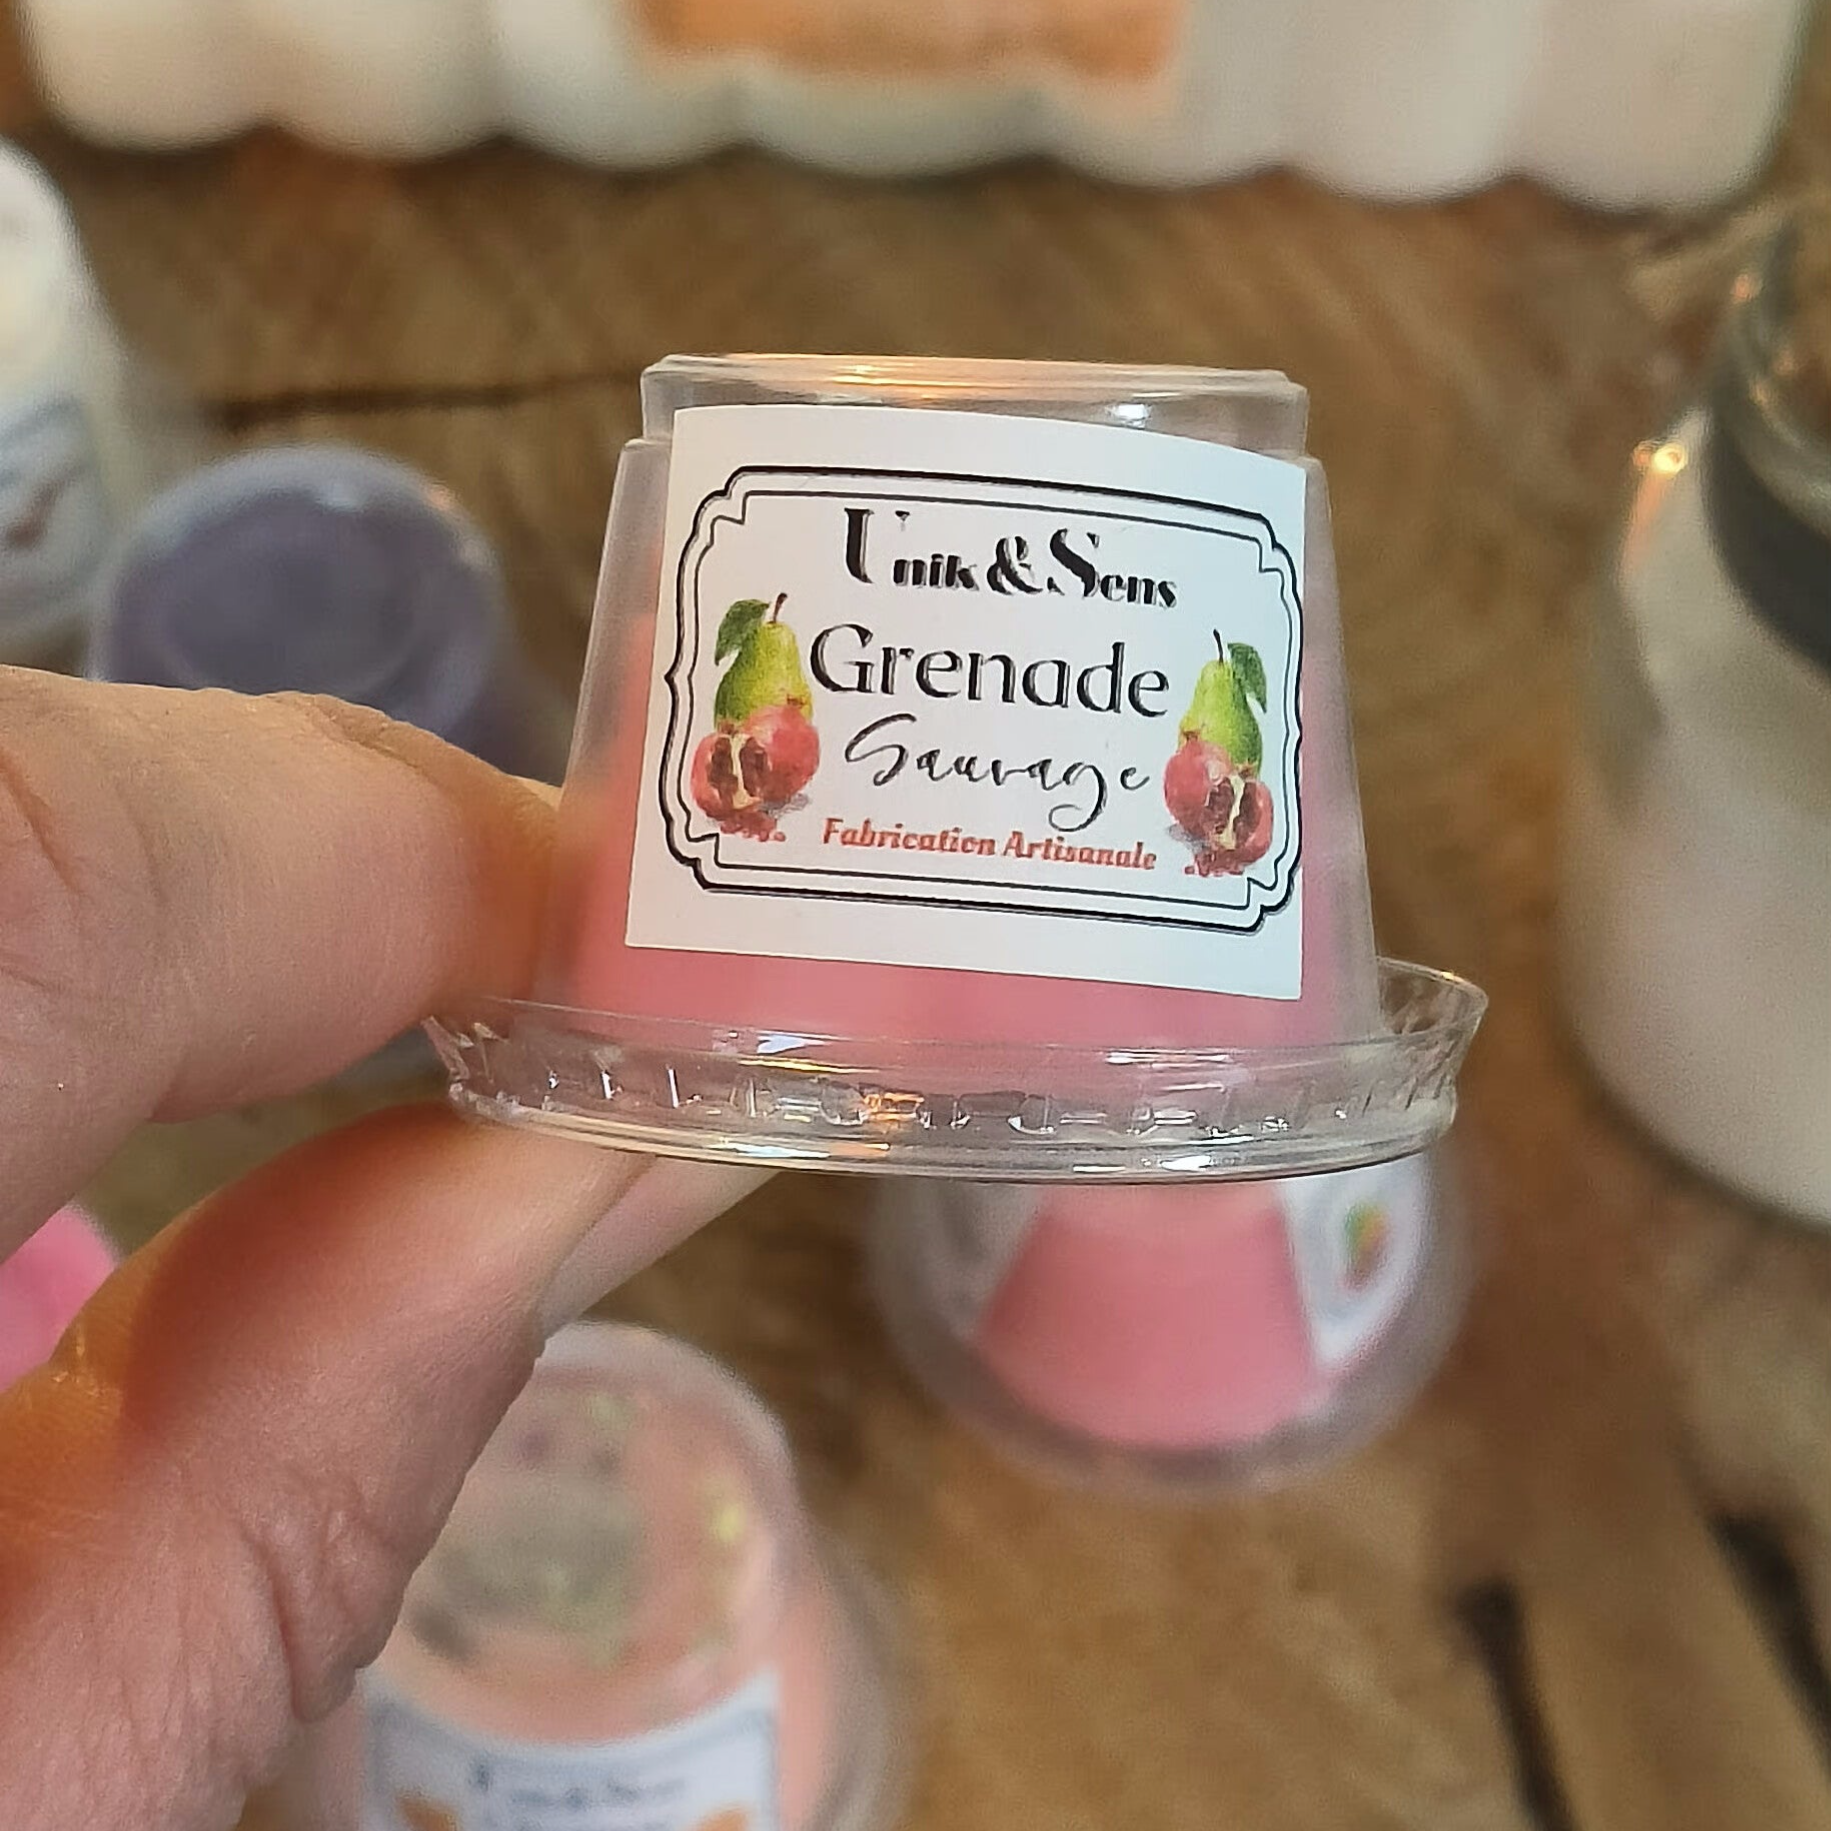 Unik & Sens
Grenade
Sauvage
Fabrication Artisanale